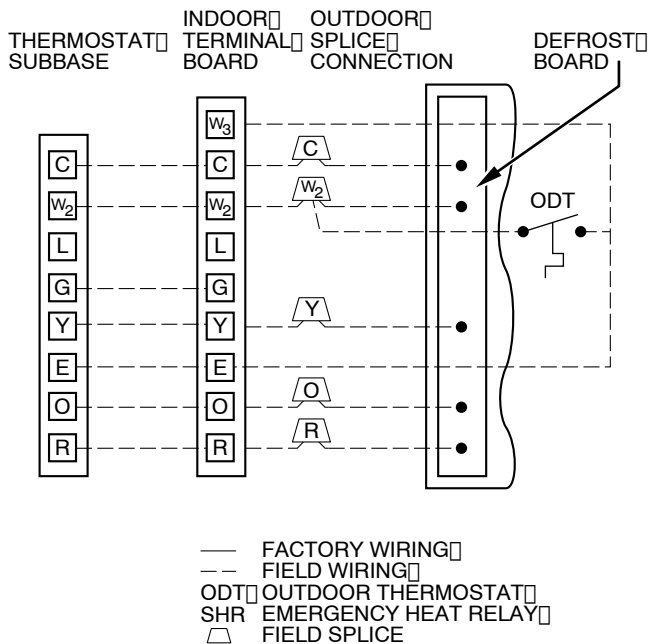 THERMOSTAT
SUBBASE
INDOOR
TERMINAL
BOARD
OUTDOOR
SPLICE
CONNECTION
DEFROST
BOARD
W3
C
C
C
W2
W2
W2
ODT
L
L
G
G
Y
Y
Y
E
E
O
O
O
R
R
R
FACTORY WIRING
FIELD WIRING
ODT OUTDOOR THERMOSTAT
SHR EMERGENCY HEAT RELAY
FIELD SPLICE